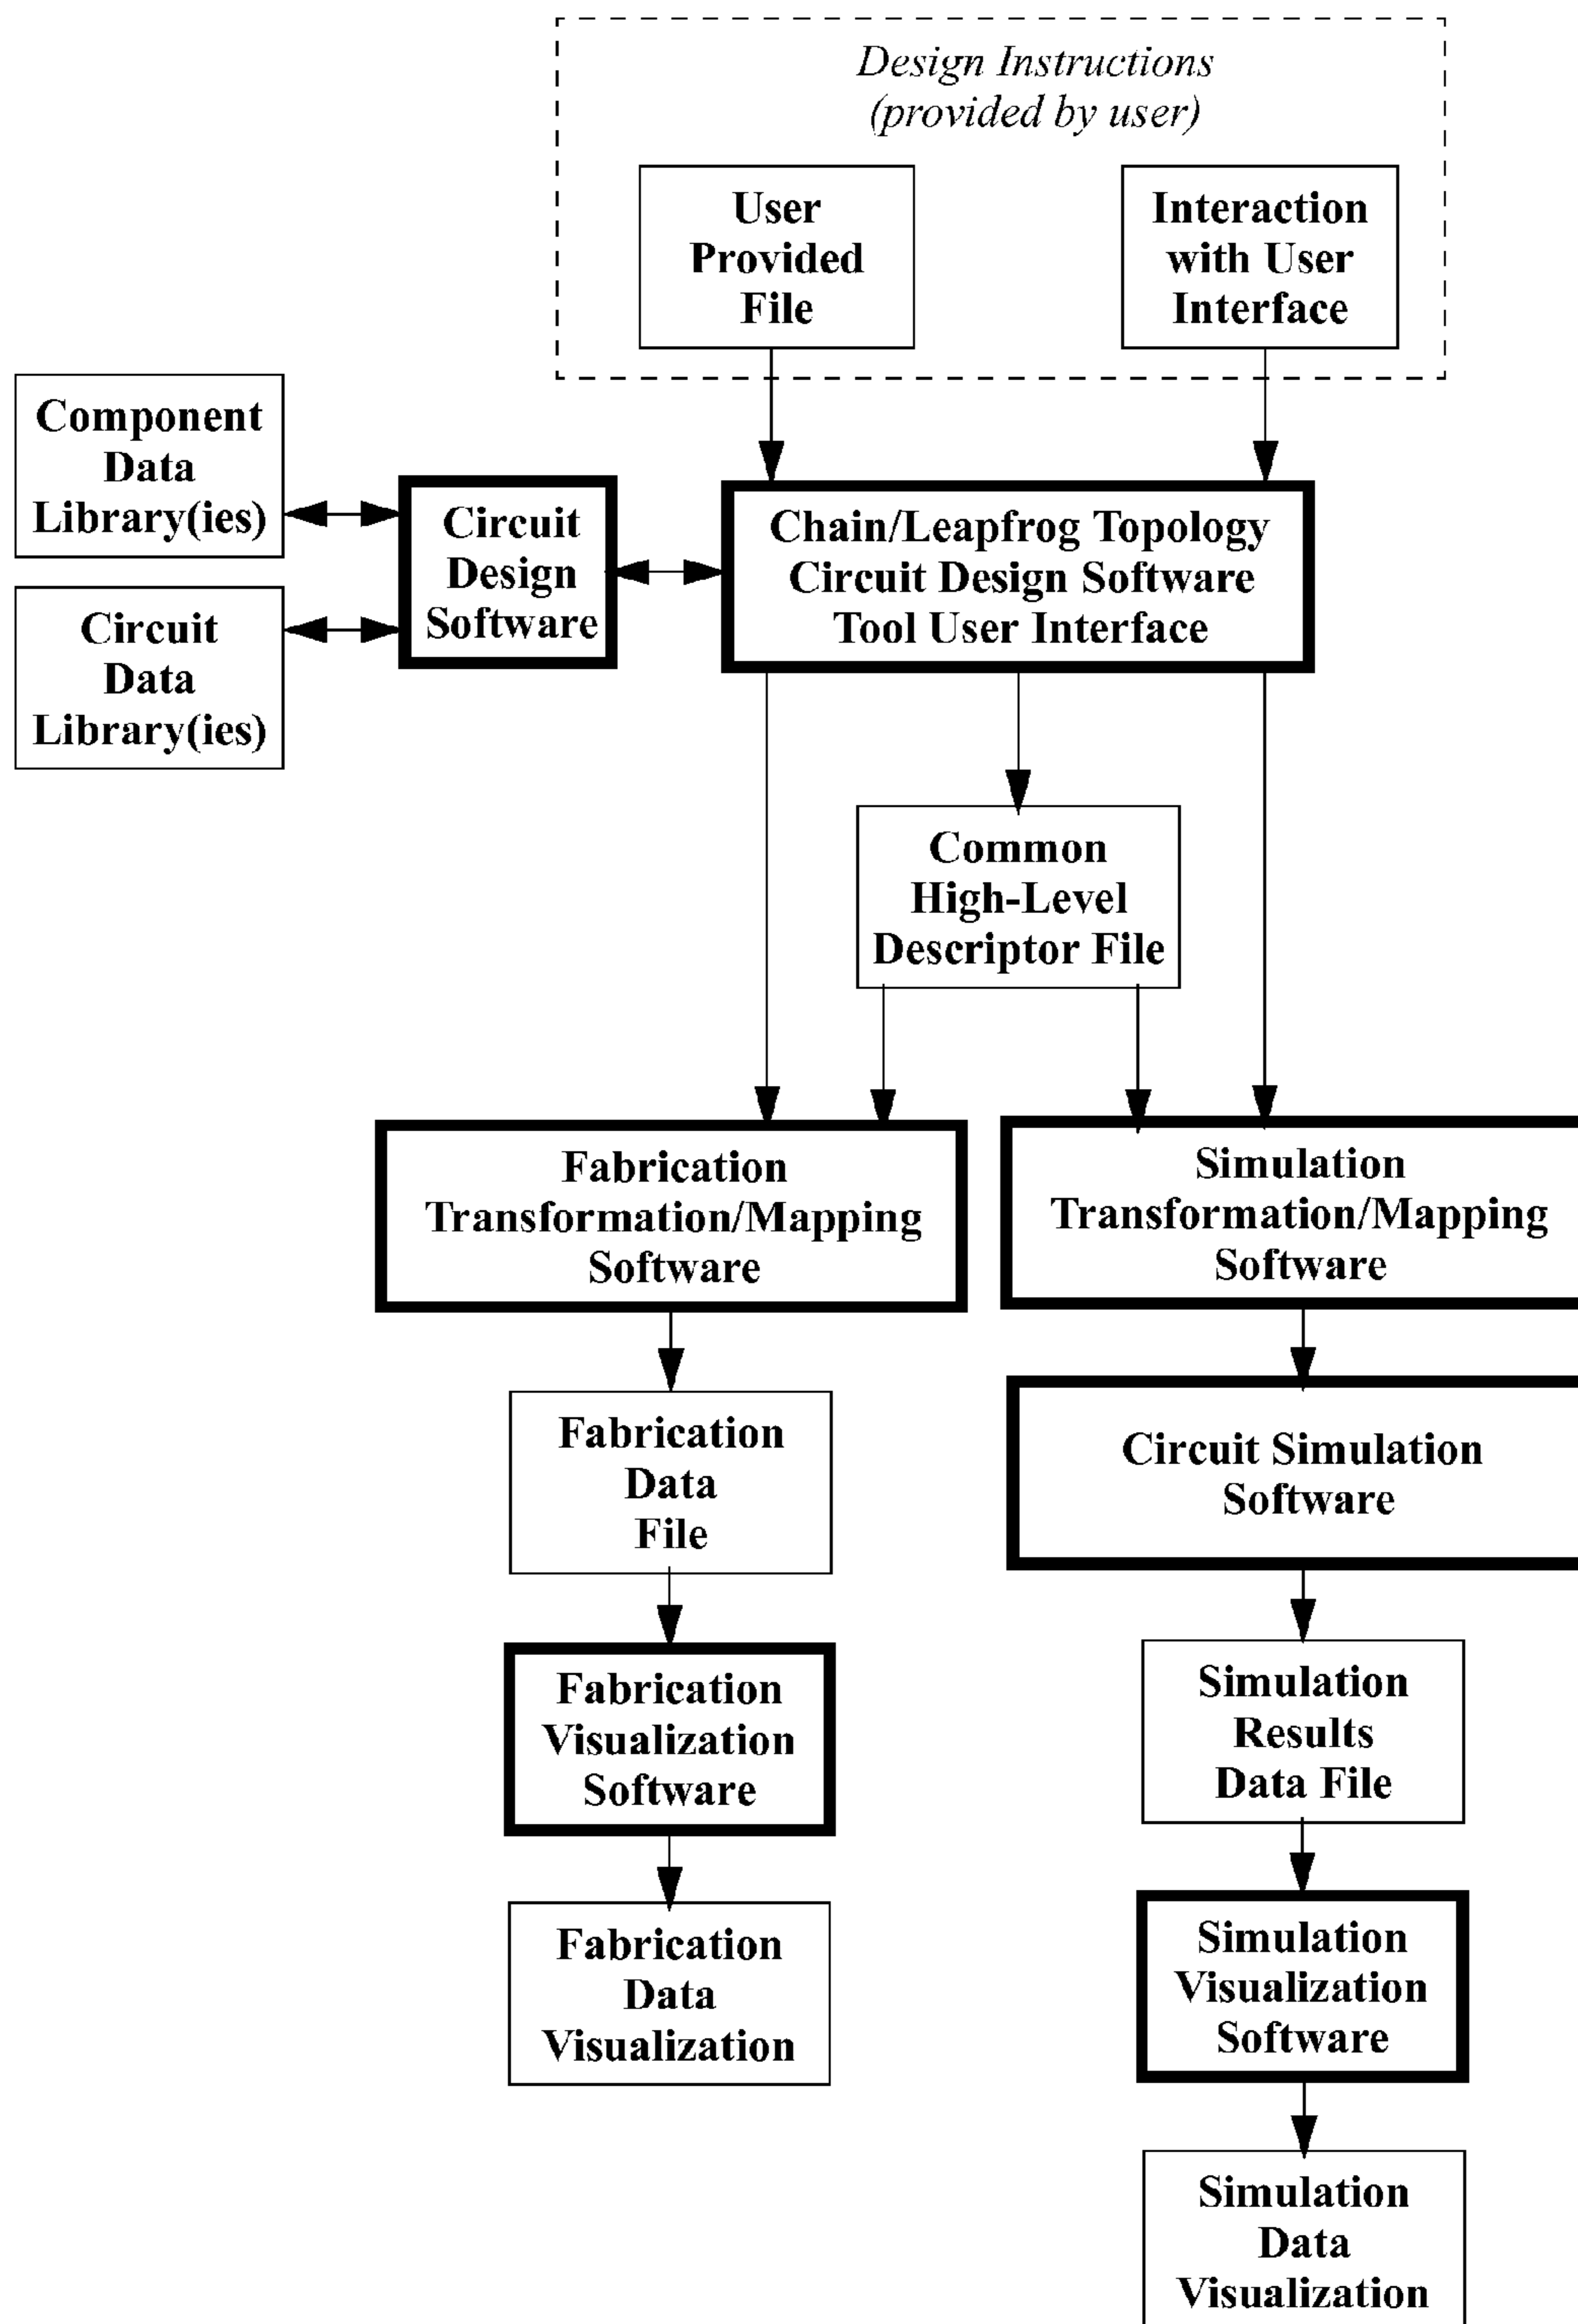 Design Instructions
(provided by user)
User
Provided
File
Interaction
with User
Interface
Component
Data
Library(ies)
Circuit
Data
Library(ies)
Circuit
Design
Software
Chain/Leapfrog Topology
Circuit Design Software
Tool User Interface
Common
High-Level
Descriptor File
Fabrication
Transformation/Mapping
Software
Simulation
Transformation/Mapping
Software
Fabrication
Data
File
Circuit Simulation
Software
Fabrication
Visualization
Software
Simulation
Results
Data File
Fabrication
Data
Visualization
Simulation
Visualization
Software
Simulation
Data
Visualization